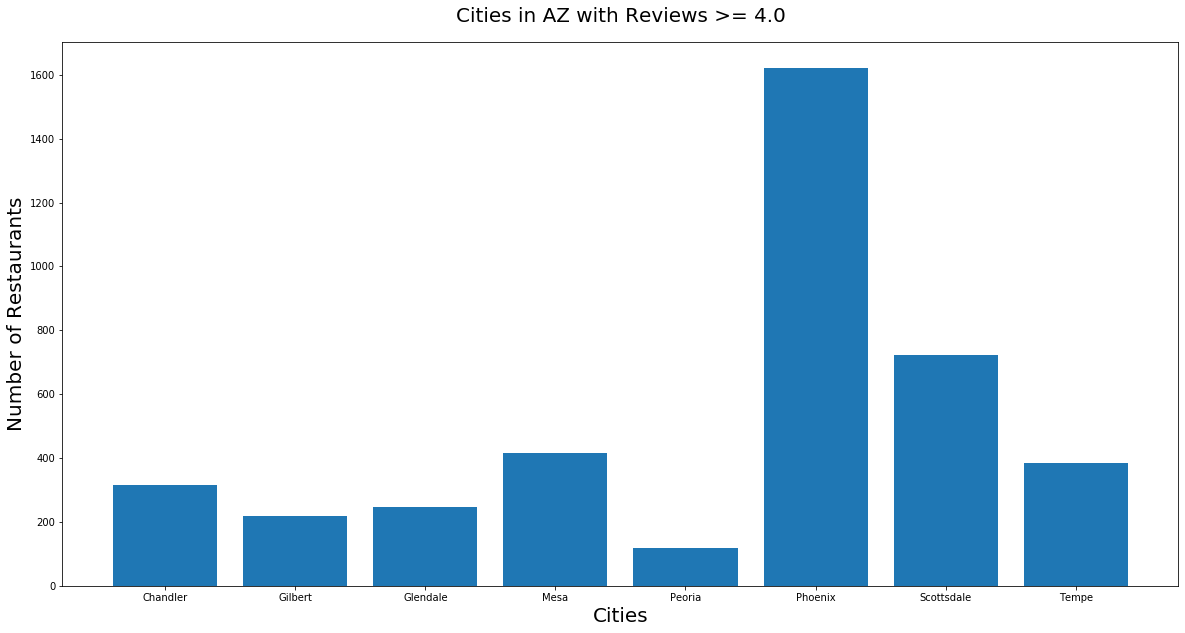 Cities in AZ with Reviews >= 4.0
Number of Restaurants
1600
1400
1200
1000
800
600
400
200
0
Chandler Gilbert Glendale Mesa Peoria Phoenix Scottsdale Tempe
Cities